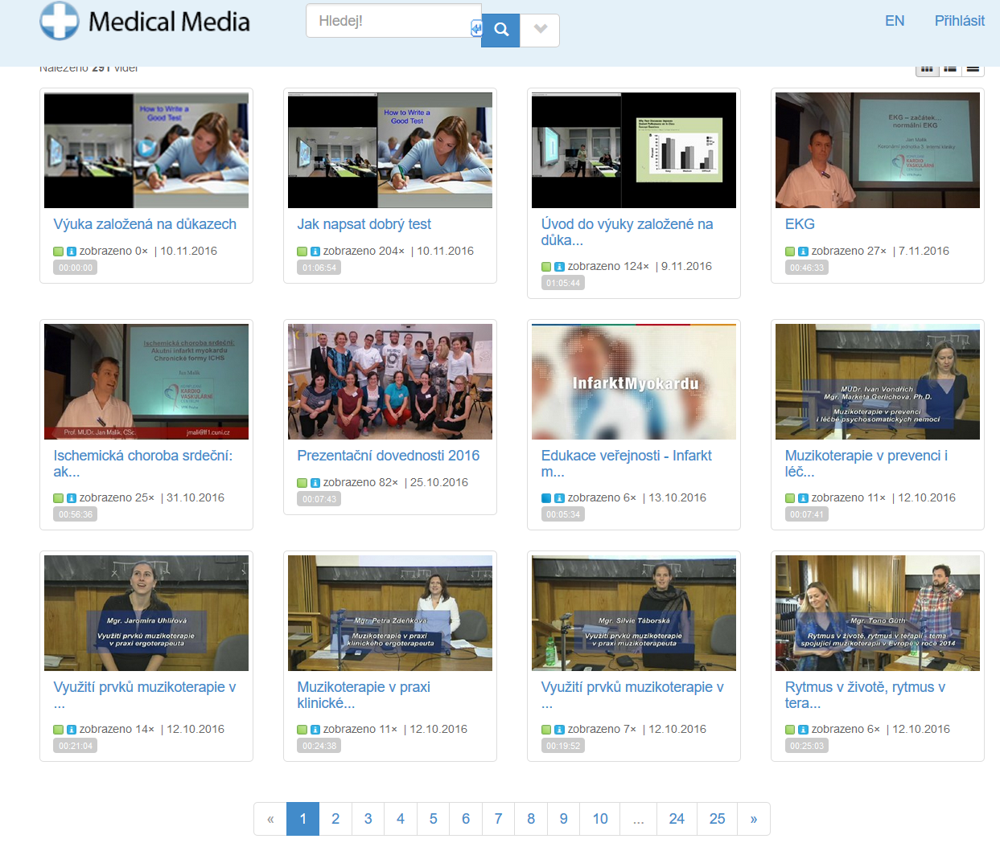 Medical Media
Hledej!
EN
Přihlásit
Nalezeno 291 videí
How to Write a
Good Test
How to Write a
Good Test
EKG – začátek...
normální EKG
Jan Malík
KARDIO
VASKULÁRNÍ
CENTRUM
Výuka založená na důkazech
zobrazeno 0× | 10.11.2016
00:00:00
Jak napsat dobrý test
zobrazeno 204× | 10.11.2016
01:06:54
Úvod do výuky založené na
důka...
zobrazeno 124× | 9.11.2016
01:05:44
EKG
zobrazeno 27× | 7.11.2016
00:46:33
Ischemická choroba srdeční:
Akutní infarkt myokardu
Chronické formy ICHS
Jan Malík
KARDIO
VASKULÁRNÍ
CENTRUM
Prof. MUDr. Jan Malík, CSc.
jmalik@lf1.cuni.cz
InfarktMyokardu
MUDr. Ivan Vondřich
Mgr. Markéta Gerlichová, Ph.D.
Muzikoterapie v prevenci
i léčbě psychosomatických nemocí
Ischemická choroba srdeční:
ak...
zobrazeno 25× | 31.10.2016
00:56:36
Prezentační dovednosti 2016
zobrazeno 82× | 25.10.2016
00:07:43
Edukace veřejnosti - Infarkt
m...
zobrazeno 6× | 13.10.2016
00:05:34
Muzikoterapie v prevenci i
léč...
zobrazeno 11× | 12.10.2016
00:07:41
Mgr. Jaromíra Uhlířová
Využití prvků muzikoterapie
v praxi ergoterapeuta
Mgr. Petra Zdeňková
Muzikoterapie v praxi
klinického ergoterapeuta
Mgr. Silvie Táborská
Využití prvků muzikoterapie
v praxi muzikoterapeuta
Mgr. Tono Gúth
Rytmus v životě, rytmus v terapii - téma
spojující muzikoterapii v Evropě v roce 2014
Využití prvků muzikoterapie v
...
zobrazeno 14× | 12.10.2016
00:21:04
Muzikoterapie v praxi
klinické...
zobrazeno 11× | 12.10.2016
00:24:38
Využití prvků muzikoterapie v
...
zobrazeno 7× | 12.10.2016
00:19:52
Rytmus v životě, rytmus v
tera...
zobrazeno 6× | 12.10.2016
00:25:03
« 1 2 3 4 5 6 7 8 9 10 ... 24 25 »